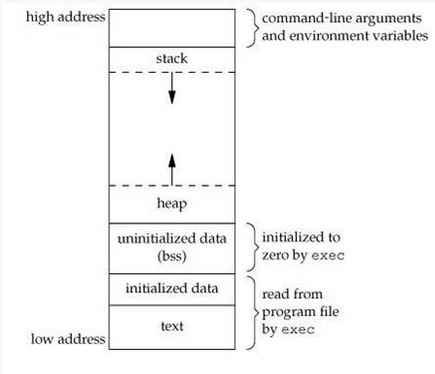 high address
command-line arguments
and environment variables
stack
heap
uninitialized data
(bss)
initialized to
zero by exec
initialized data
read from
program file
by exec
text
low address